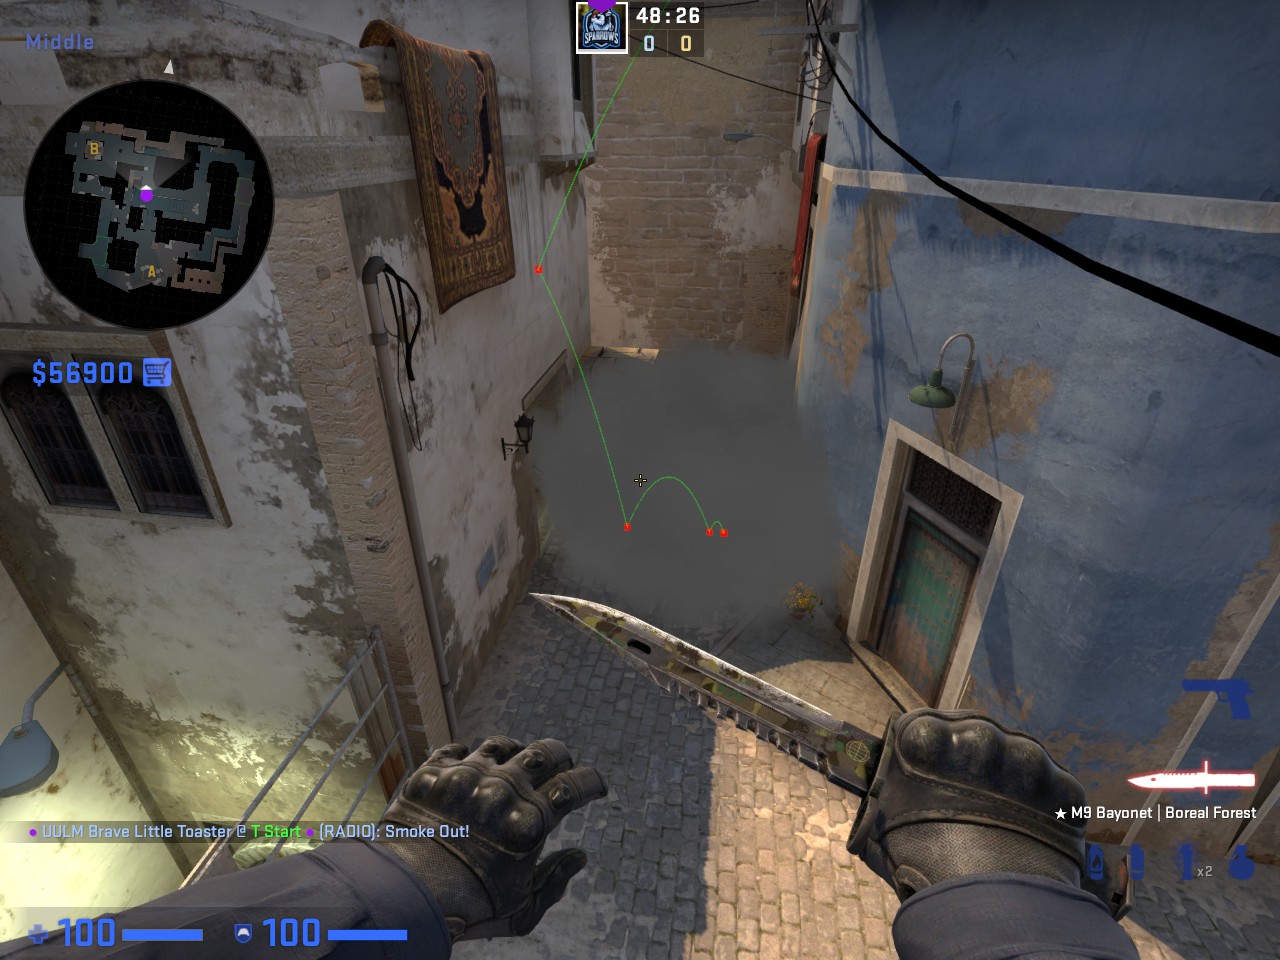 Middle
SPARROWS
48:26
0 0
B
A
$56900
UULM Brave Little Toaster @ T Start • (RADIO): Smoke Out!
★ M9 Bayonet | Boreal Forest
x2
100
100